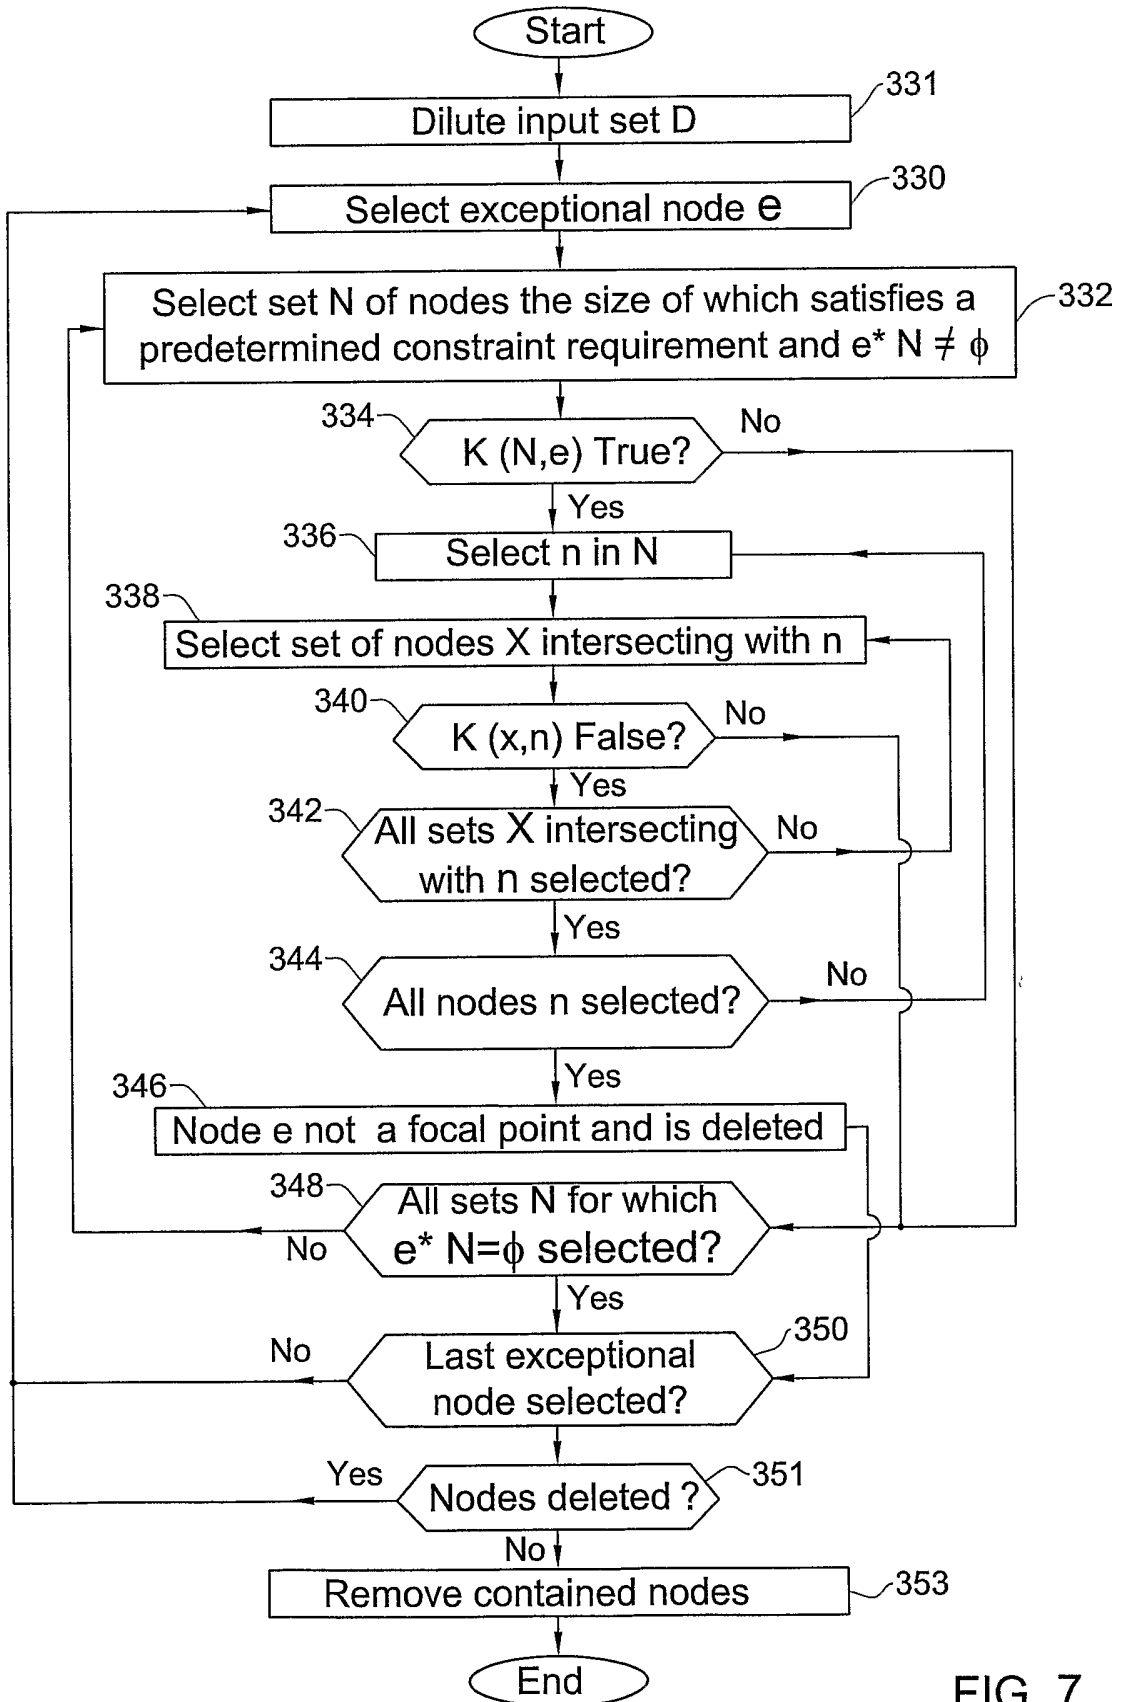 Start
331
Dilute input set D
330
Select exceptional node e
332
Select set N of nodes the size of which satisfies a
predetermined constraint requirement and e* N ≠ ϕ
334
K (N,e) True?
No
Yes
336
Select n in N
338
Select set of nodes X intersecting with n
340
K (x,n) False?
No
Yes
342
All sets X intersecting
with n selected?
No
Yes
344
All nodes n selected?
No
Yes
346
Node e not a focal point and is deleted
348
All sets N for which
e* N=ϕ selected?
No
Yes
350
Last exceptional
node selected?
No
351
Nodes deleted ?
Yes
No
353
Remove contained nodes
End
FIG. 7